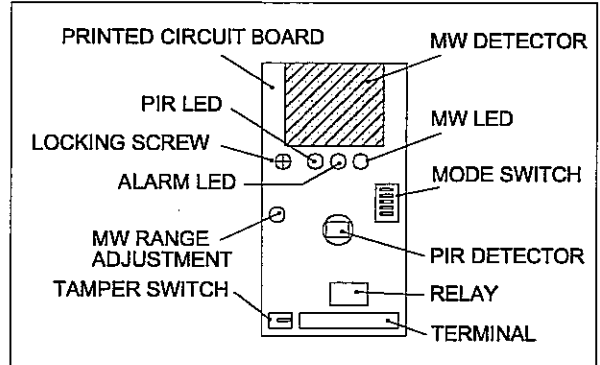 PRINTED CIRCUIT BOARD
MW DETECTOR
PIR LED
MW LED
LOCKING SCREW
ALARM LED
MODE SWITCH
MW RANGE
ADJUSTMENT
PIR DETECTOR
TAMPER SWITCH
RELAY
TERMINAL